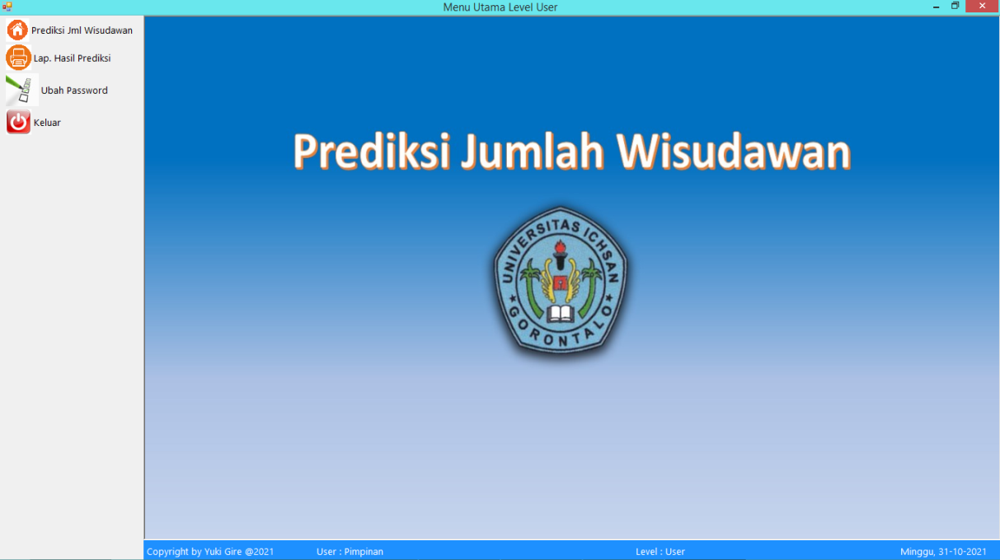 Menu Utama Level User
Prediksi Jml Wisudawan
Lap. Hasil Prediksi
Ubah Password
Keluar
Prediksi Jumlah Wisudawan
UNIVERSITAS ICHSAN
GORONTALO
Copyright by Yuki Gire @2021 User : Pimpinan Level : User Minggu, 31-10-2021